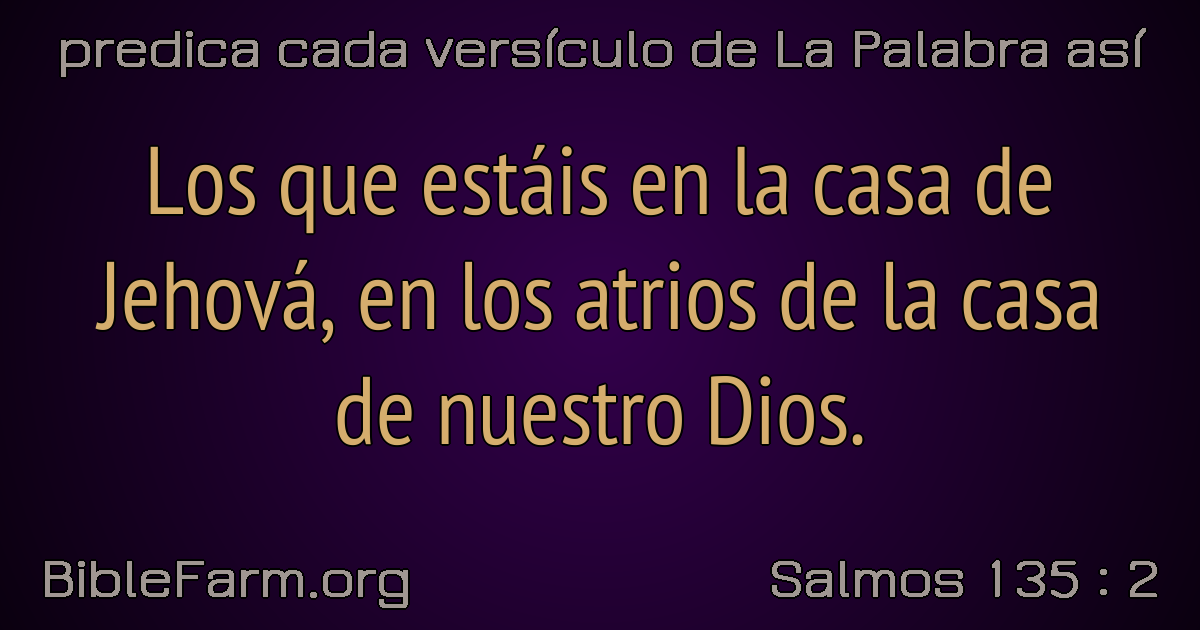 predica cada versículo de La Palabra así
Los que estáis en la casa de
Jehová, en los atrios de la casa
de nuestro Dios.
BibleFarm.org
Salmos 135 : 2